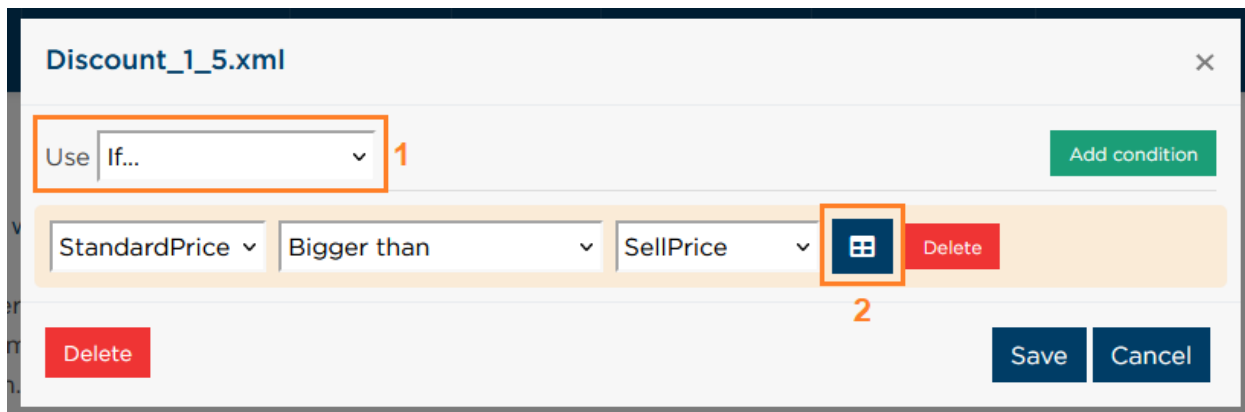 Discount_1_5.xml ×
Use If... 1 Add condition
StandardPrice Bigger than SellPrice Delete
2
Delete Save Cancel